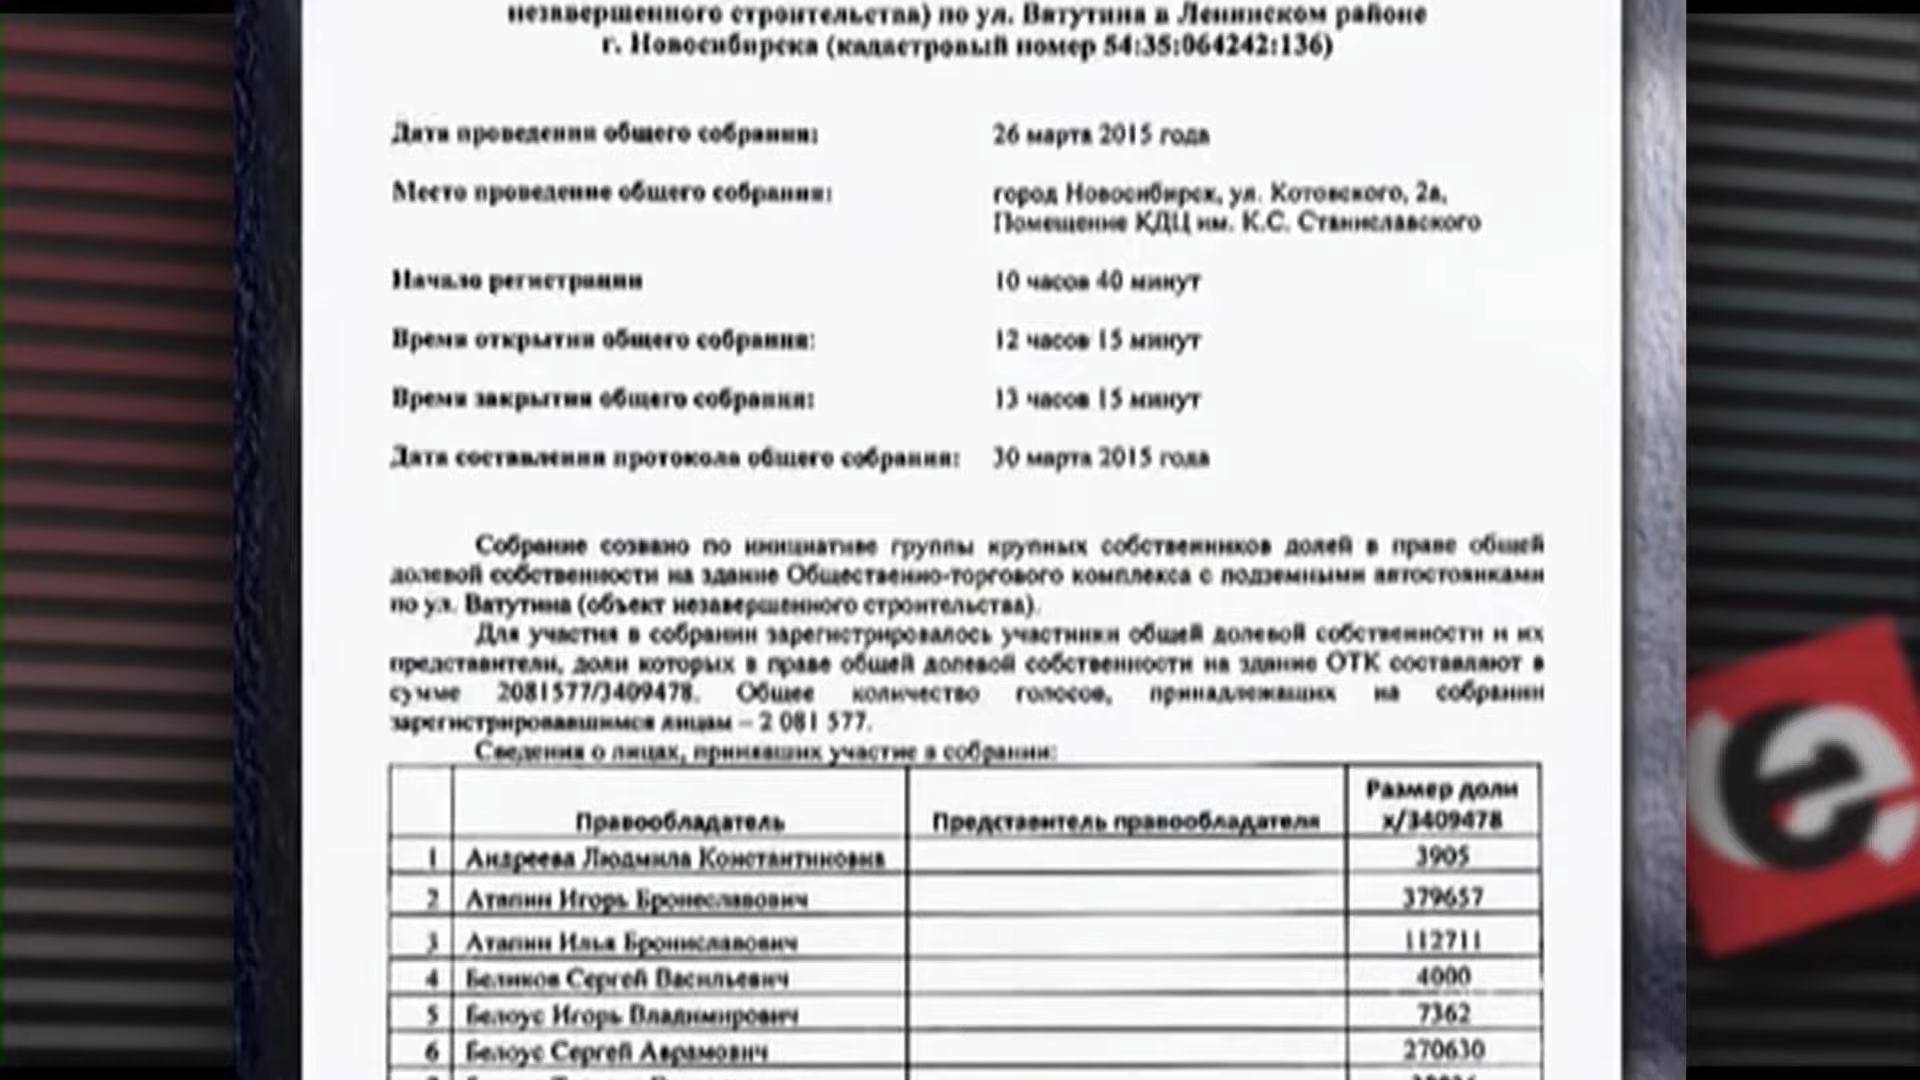 незавершенного строительства) по ул. Ватутина в Ленинском районе
г. Новосибирска (кадастровый номер 54:35:064242:136)
Дата проведения общего собрания: 26 марта 2015 года
Место проведение общего собрания: город Новосибирск, ул. Котовского, 2а,
Помещение КДЦ им. К.С. Станиславского
Начало регистрации 10 часов 40 минут
Время открытия общего собрания: 12 часов 15 минут
Время закрытия общего собрания: 13 часов 15 минут
Дата составления протокола общего собрания: 30 марта 2015 года
Собрание созвано по инициативе группы крупных собственников долей в праве общей
долевой собственности на здание Общественно-торгового комплекса с подземными автостоянками
по ул. Ватутина (объект незавершенного строительства).
Для участия в собрании зарегистрировалось участники общей долевой собственности и их
представители, доли которых в праве общей долевой собственности на здание ОТК составляют в
сумме 2081577/3409478. Общее количество голосов, принадлежащих на собрании
зарегистрировавшимся лицам – 2 081 577.
Сведения о лицах, принявших участие в собрании:
Правообладатель Представитель правообладателя Размер доли
х/3409478
1 Андреева Людмила Константиновна 3905
2 Атапин Игорь Бронеславович 379657
3 Атапин Илья Брониславович 112711
4 Беликов Сергей Васильевич 4000
5 Белоус Игорь Владимирович 7362
6 Белоус Сергей Аврамович 270630